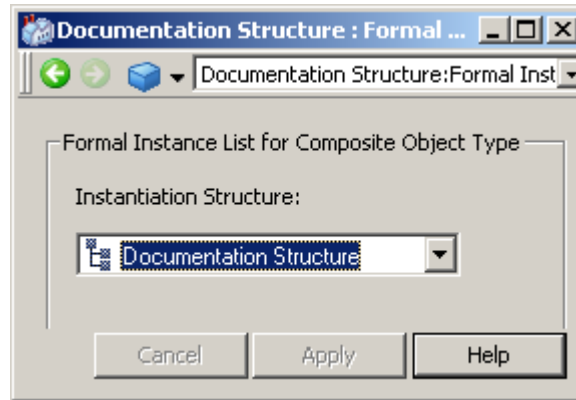 Documentation Structure : Formal ...
Documentation Structure:Formal Inst
Formal Instance List for Composite Object Type
Instantiation Structure:
Documentation Structure
Cancel
Apply
Help